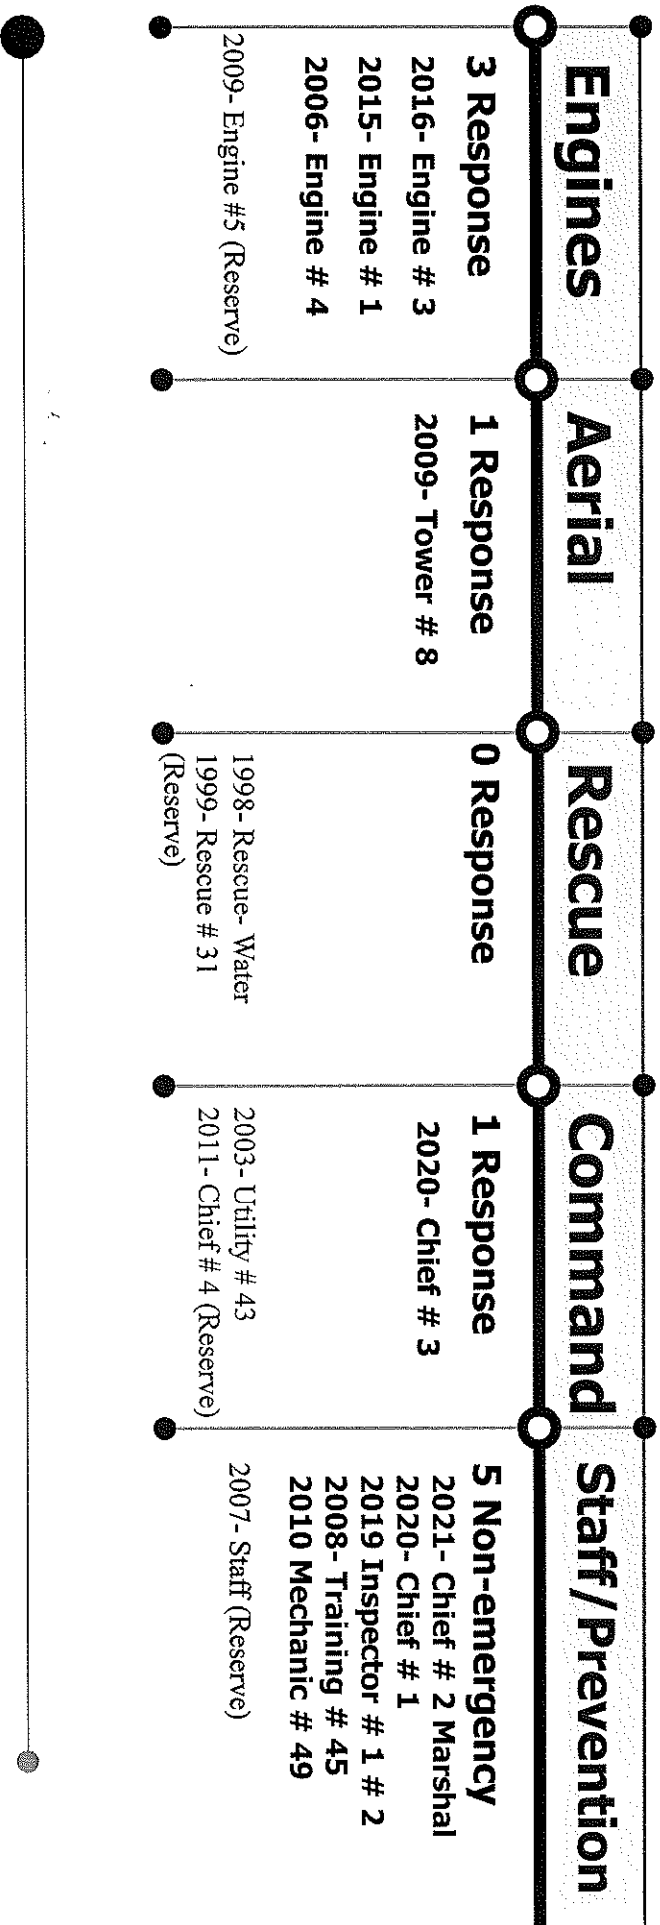 Engines
3 Response
2016- Engine # 3
2015- Engine # 1
2006- Engine # 4
2009- Engine #5 (Reserve)
Aerial
1 Response
2009- Tower # 8
Rescue
0 Response
1998- Rescue- Water
1999- Rescue # 31
(Reserve)
Command
1 Response
2020- Chief # 3
2003- Utility # 43
2011- Chief # 4 (Reserve)
Staff/Prevention
5 Non-emergency
2021- Chief # 2 Marshal
2020- Chief # 1
2019 Inspector # 1 # 2
2008- Training # 45
2010 Mechanic # 49
2007- Staff (Reserve)